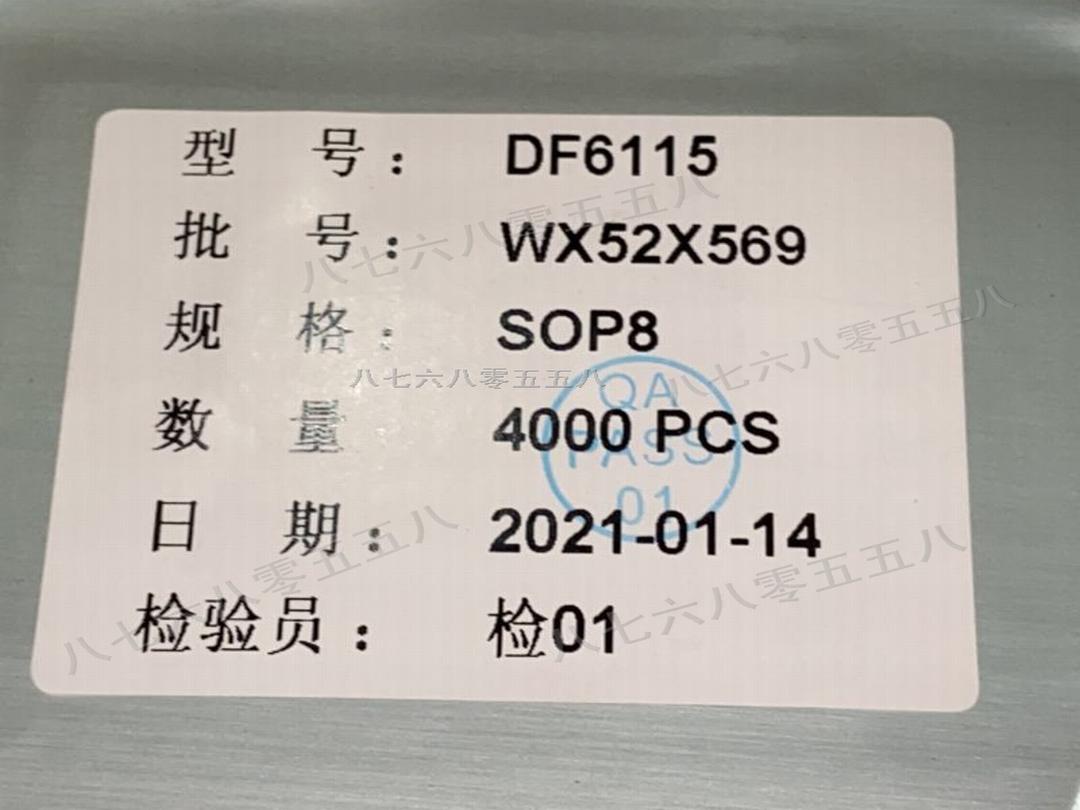 型 号： DF6115
批 号： WX52X569
规 格： SOP8
数 量 4000 PCS
日 期： 2021-01-14
检验员： 检01
QA
PASS
01
八七六八零五五八
八七六八零五五八
八七六八零五五八
八七六八零五五八
八七六八零五五八